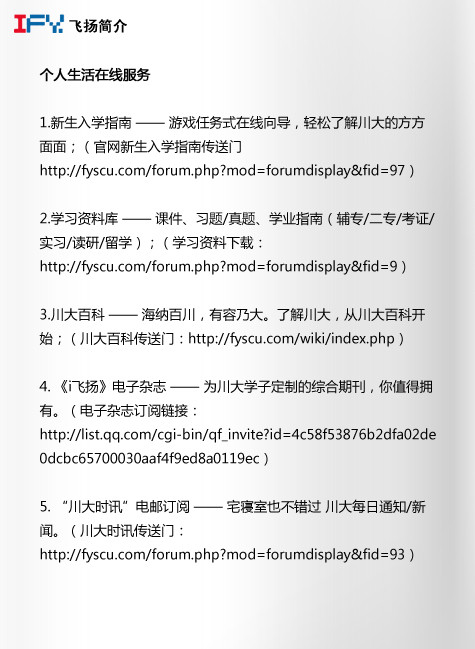 IFY 飞扬简介
个人生活在线服务
1.新生入学指南 —— 游戏任务式在线向导，轻松了解川大的方方
面面；（ 官网新生入学指南传送门
http://fyscu.com/forum.php?mod=forumdisplay&fid=97 ）
2.学习资料库 —— 课件、习题/真题、学业指南（ 辅专/二专/考证/
实习/读研/留学 ）；（ 学习资料下载：
http://fyscu.com/forum.php?mod=forumdisplay&fid=9 ）
3.川大百科 —— 海纳百川，有容乃大。了解川大，从川大百科开
始；（ 川大百科传送门：http://fyscu.com/wiki/index.php ）
4. 《i飞扬》电子杂志 —— 为川大学子定制的综合期刊，你值得拥
有。（ 电子杂志订阅链接：
http://list.qq.com/cgi-bin/qf_invite?id=4c58f53876b2dfa02de
0dcbc65700030aaf4f9ed8a0119ec ）
5. “川大时讯”电邮订阅 —— 宅寝室也不错过 川大每日通知/新
闻。（ 川大时讯传送门：
http://fyscu.com/forum.php?mod=forumdisplay&fid=93 ）